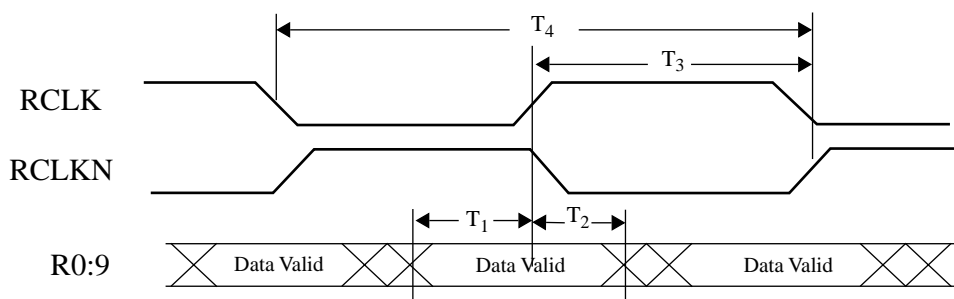 T4
T3
RCLK
RCLKN
T1 T2
R0:9 Data Valid Data Valid Data Valid